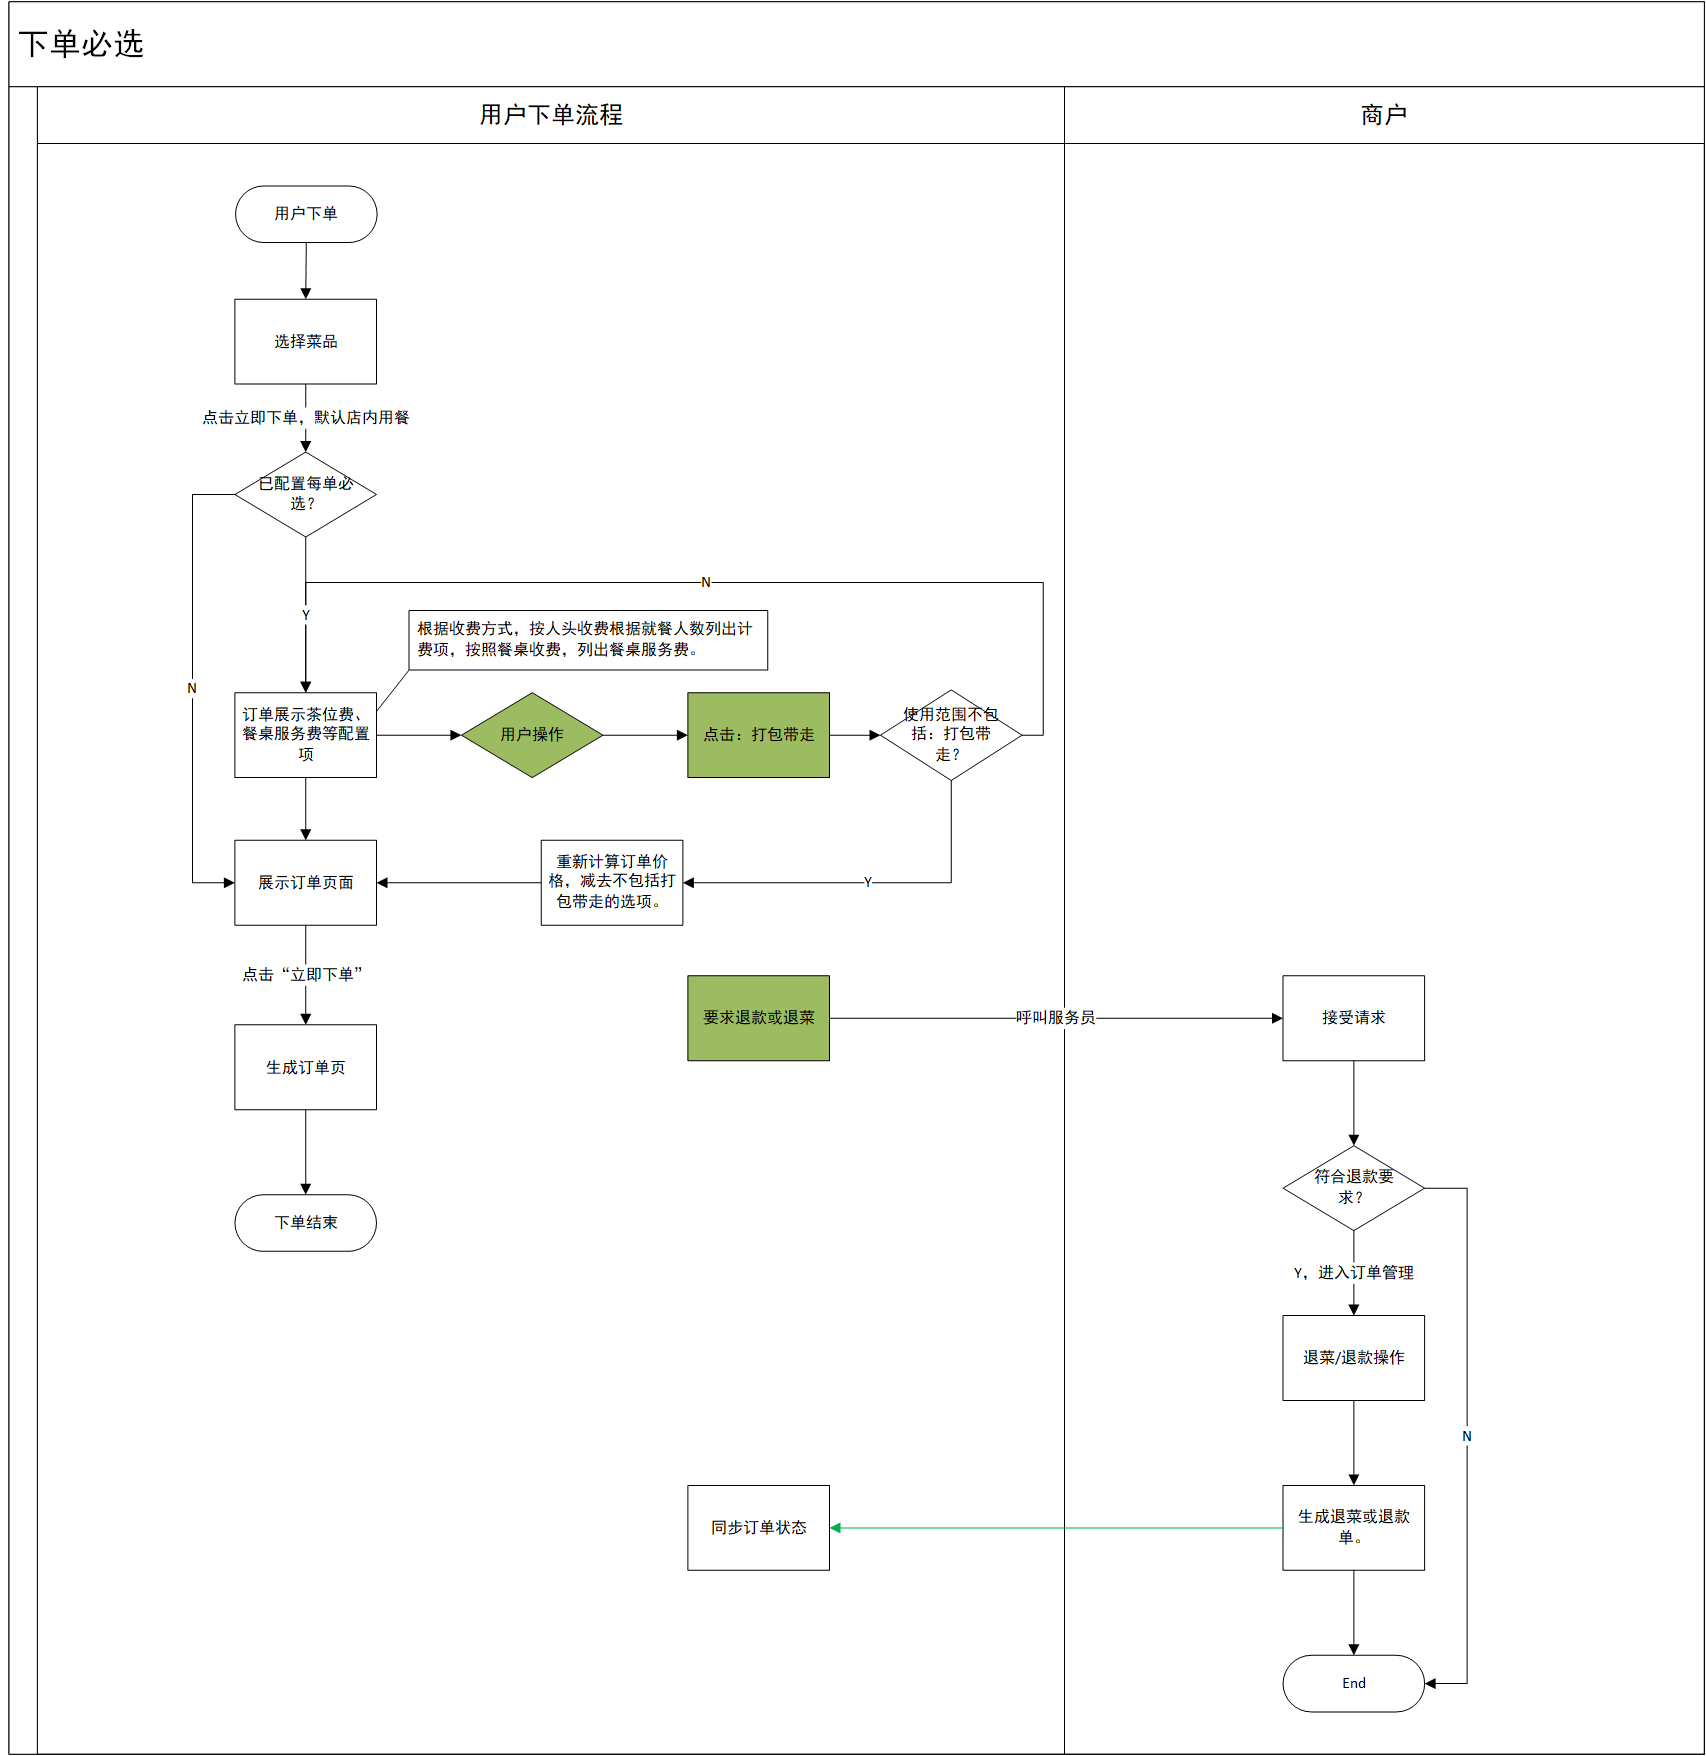 下单必选
用户下单流程
商户
用户下单
选择菜品
点击立即下单，默认店内用餐
已配置每单必
选？
N
Y
根据收费方式，按人头收费根据就餐人数列出计
费项，按照餐桌收费，列出餐桌服务费。
N
订单展示茶位费、
餐桌服务费等配置
项
用户操作
点击：打包带走
使用范围不包
括：打包带
走？
展示订单页面
重新计算订单价
格，减去不包括打
包带走的选项。
Y
点击“立即下单”
要求退款或退菜
呼叫服务员
接受请求
生成订单页
符合退款要
求？
下单结束
Y，进入订单管理
退菜/退款操作
N
同步订单状态
生成退菜或退款
单。
End